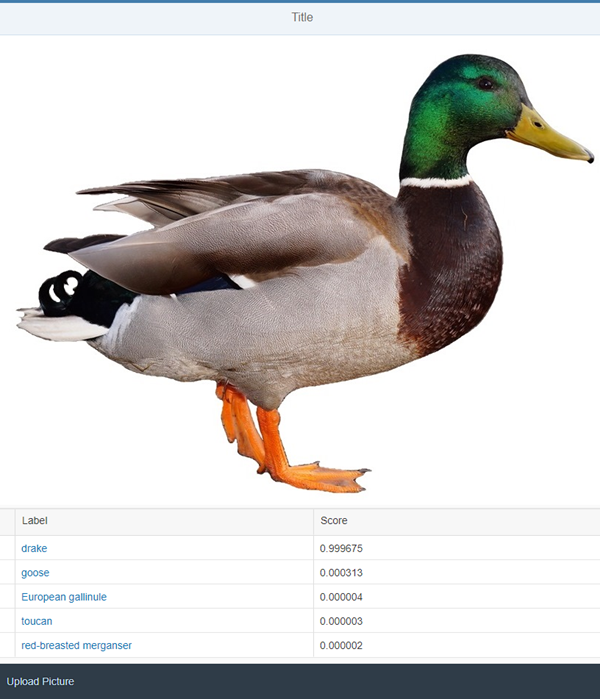 Title
Label Score
drake 0.999675
goose 0.000313
European gallinule 0.000004
toucan 0.000003
red-breasted merganser 0.000002
Upload Picture